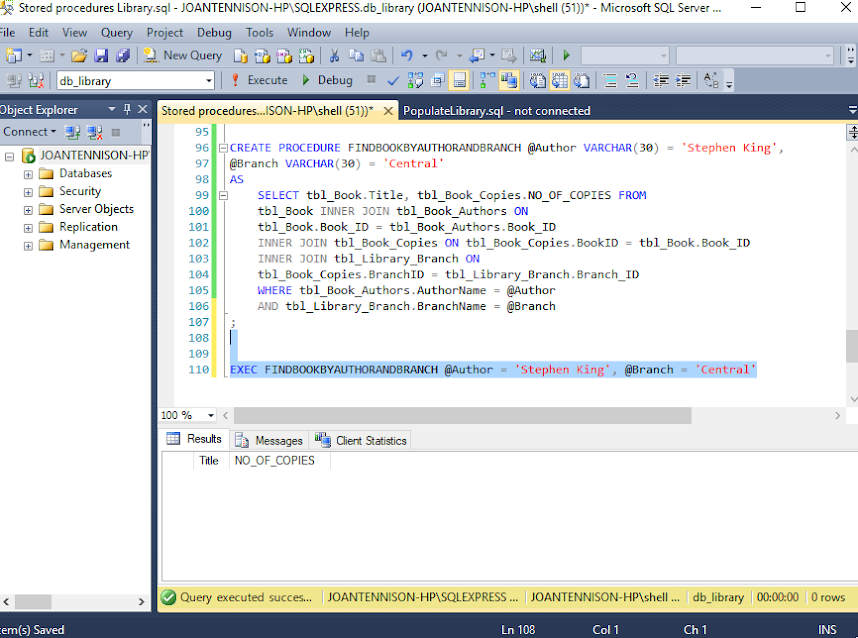 Stored procedures Library.sql - JOANTENNISON-HP\SQLEXPRESS.db_library (JOANTENNISON-HP\shell (51))* - Microsoft SQL Server ...
File Edit View Query Project Debug Tools Window Help
New Query
db_library Execute Debug
Object Explorer
Connect
JOANTENNISON-HP
Databases
Security
Server Objects
Replication
Management
Stored procedures...ISON-HP\shell (51))* PopulateLibrary.sql - not connected
95
96 CREATE PROCEDURE FINDBOOKBYAUTHORANDBRANCH @Author VARCHAR(30) = 'Stephen King',
97 @Branch VARCHAR(30) = 'Central'
98 AS
99 SELECT tbl_Book.Title, tbl_Book_Copies.NO_OF_COPIES FROM
100 tbl_Book INNER JOIN tbl_Book_Authors ON
101 tbl_Book.Book_ID = tbl_Book_Authors.Book_ID
102 INNER JOIN tbl_Book_Copies ON tbl_Book_Copies.BookID = tbl_Book.Book_ID
103 INNER JOIN tbl_Library_Branch ON
104 tbl_Book_Copies.BranchID = tbl_Library_Branch.Branch_ID
105 WHERE tbl_Book_Authors.AuthorName = @Author
106 AND tbl_Library_Branch.BranchName = @Branch
107 ;
108
109
110 EXEC FINDBOOKBYAUTHORANDBRANCH @Author = 'Stephen King', @Branch = 'Central'
100 %
Results Messages Client Statistics
Title NO_OF_COPIES
Query executed succes... JOANTENNISON-HP\SQLEXPRESS ... JOANTENNISON-HP\shell ... db_library 00:00:00 0 rows
tem(s) Saved Ln 108 Col 1 Ch 1 INS